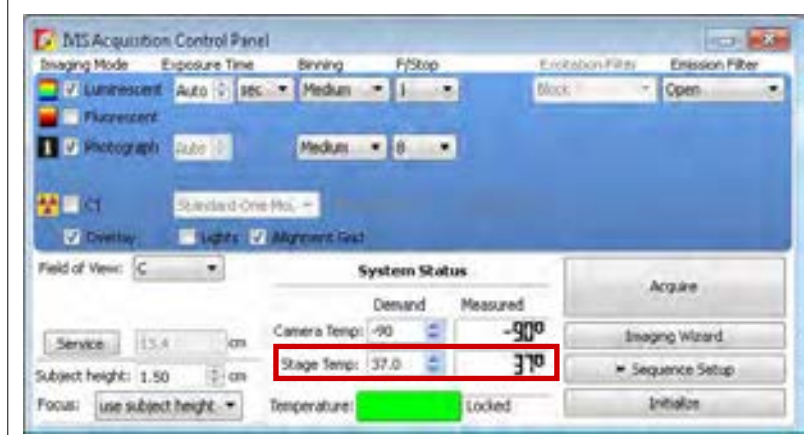 IVIS Acquisition Control Panel
Imaging Mode Exposure Time Binning F/Stop Excitation Filter Emission Filter
Luminescent Auto sec Medium 1 Block Open
Fluorescent
Photograph Auto Medium 8
CT Standard-One Mou
Overlay Lights Alignment Grid
Field of View: C System Status Acquire
Demand Measured
Service 13.4 cm Camera Temp: -90 -90º Imaging Wizard
Subject height: 1.50 cm Stage Temp: 37.0 37º Sequence Setup
Focus: use subject height Temperature: Locked Initialize